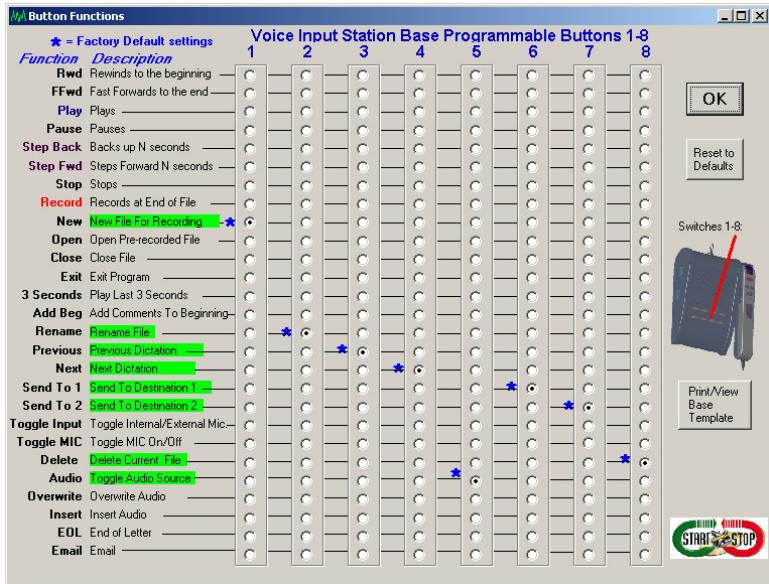 Button Functions
Voice Input Station Base Programmable Buttons 1-8
* = Factory Default settings
1 2 3 4 5 6 7 8
Function Description
Rwd Rewinds to the beginning
FFwd Fast Forwards to the end
Play Plays
Pause Pauses
Step Back Backs up N seconds
Step Fwd Steps Forward N seconds
Stop Stops
Record Records at End of File
New New File For Recording *
Open Open Pre-recorded File
Close Close File
Exit Exit Program
3 Seconds Play Last 3 Seconds
Add Beg Add Comments To Beginning
Rename Rename File *
Previous Previous Dictation *
Next Next Dictation *
Send To 1 Send To Destination 1 *
Send To 2 Send To Destination 2 *
Toggle Input Toggle Internal/External Mic.
Toggle MIC Toggle MIC On/Off
Delete Delete Current File *
Audio Toggle Audio Source *
Overwrite Overwrite Audio
Insert Insert Audio
EOL End of Letter
Email Email
OK
Reset to
Defaults
Switches 1-8:
Print/View
Base
Template
START STOP